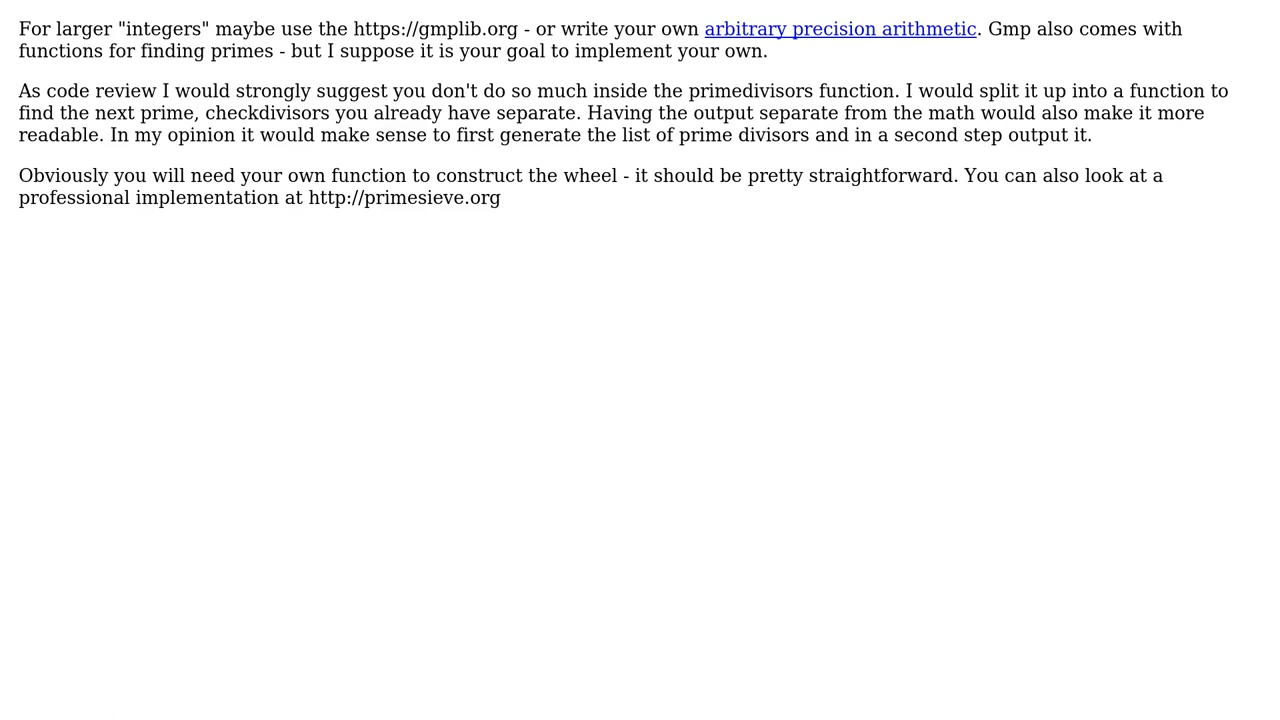 For larger "integers" maybe use the https://gmplib.org - or write your own arbitrary precision arithmetic. Gmp also comes with
functions for finding primes - but I suppose it is your goal to implement your own.
As code review I would strongly suggest you don't do so much inside the primedivisors function. I would split it up into a function to
find the next prime, checkdivisors you already have separate. Having the output separate from the math would also make it more
readable. In my opinion it would make sense to first generate the list of prime divisors and in a second step output it.
Obviously you will need your own function to construct the wheel - it should be pretty straightforward. You can also look at a
professional implementation at http://primesieve.org